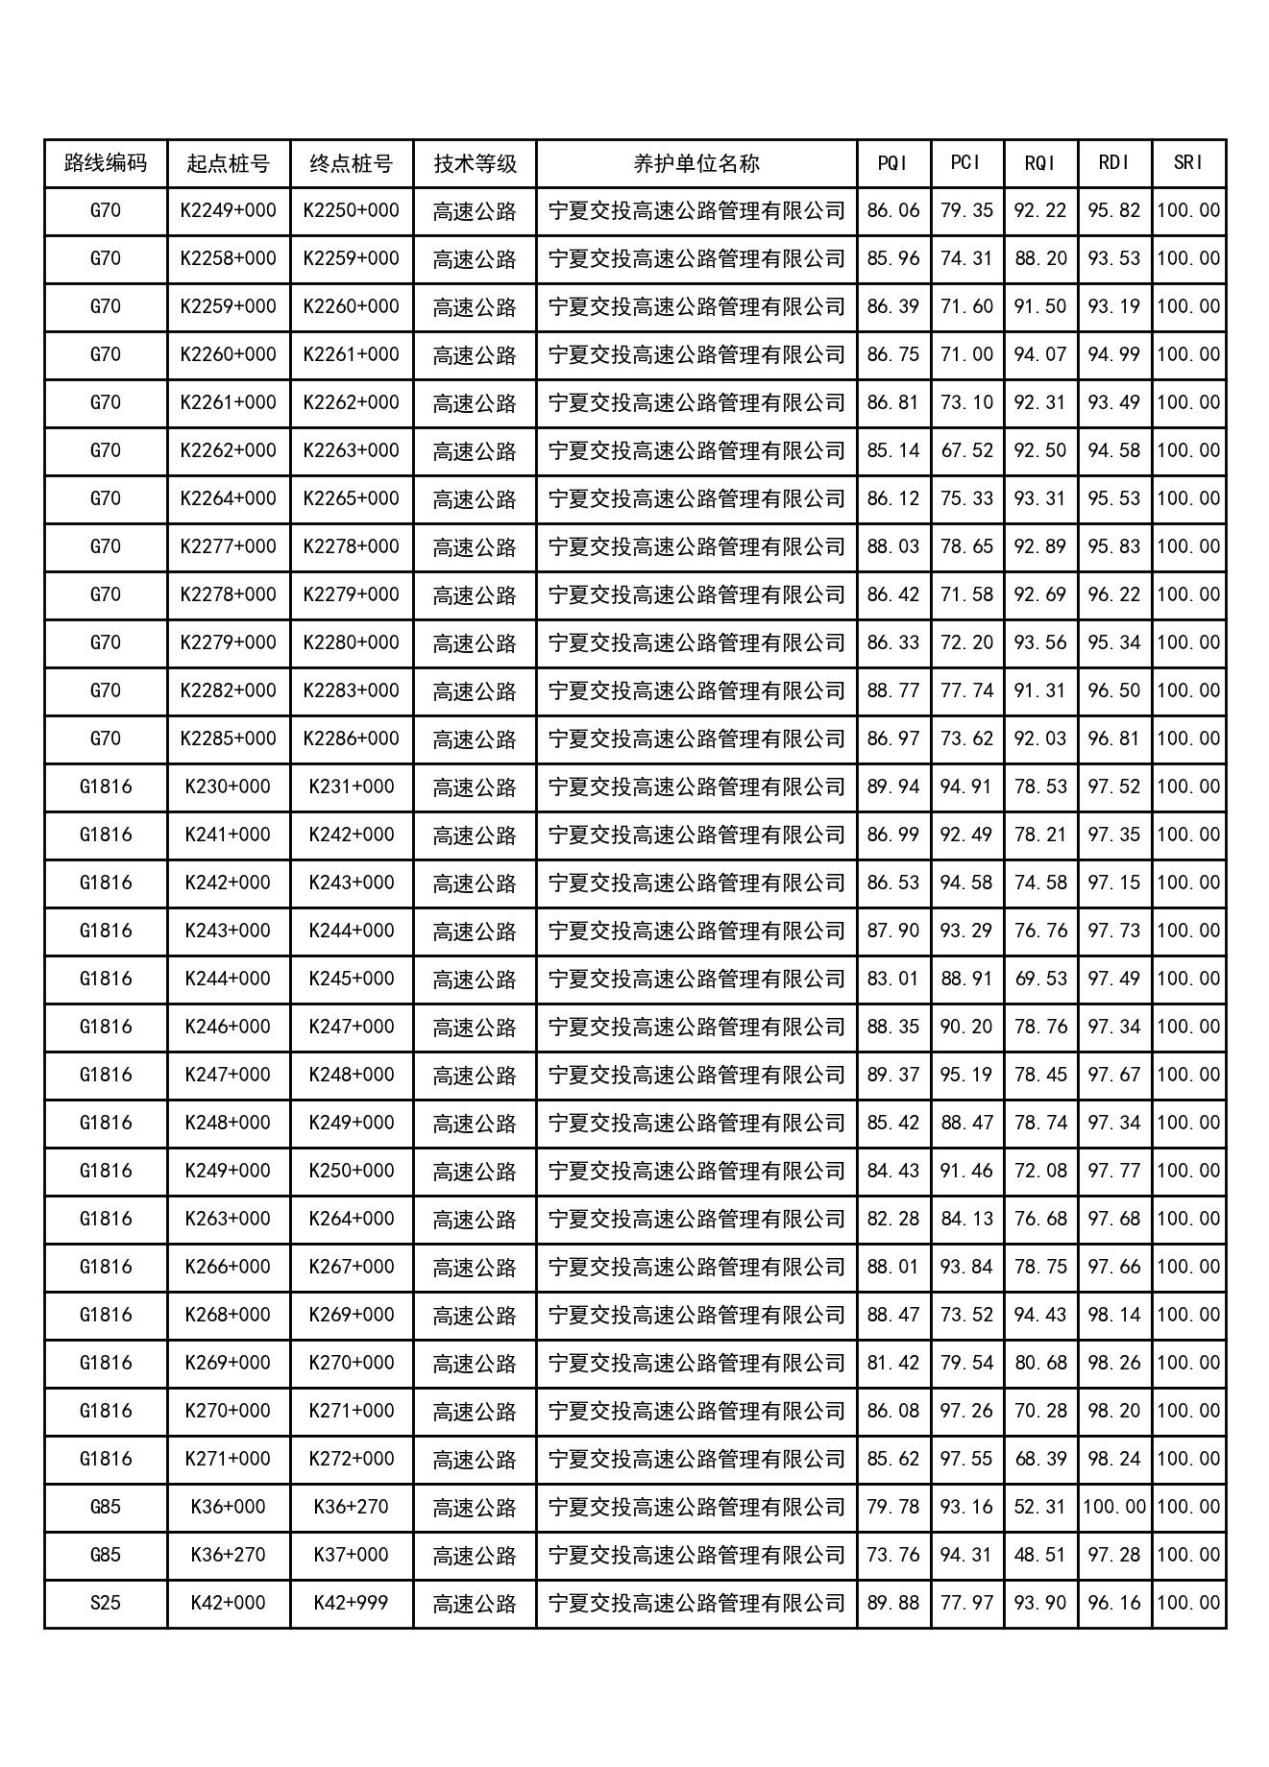 路线编码 起点桩号 终点桩号 技术等级 养护单位名称 PQI PCI RQI RDI SRI
G70 K2249+000 K2250+000 高速公路 宁夏交投高速公路管理有限公司 86.06 79.35 92.22 95.82 100.00
G70 K2258+000 K2259+000 高速公路 宁夏交投高速公路管理有限公司 85.96 74.31 88.20 93.53 100.00
G70 K2259+000 K2260+000 高速公路 宁夏交投高速公路管理有限公司 86.39 71.60 91.50 93.19 100.00
G70 K2260+000 K2261+000 高速公路 宁夏交投高速公路管理有限公司 86.75 71.00 94.07 94.99 100.00
G70 K2261+000 K2262+000 高速公路 宁夏交投高速公路管理有限公司 86.81 73.10 92.31 93.49 100.00
G70 K2262+000 K2263+000 高速公路 宁夏交投高速公路管理有限公司 85.14 67.52 92.50 94.58 100.00
G70 K2264+000 K2265+000 高速公路 宁夏交投高速公路管理有限公司 86.12 75.33 93.31 95.53 100.00
G70 K2277+000 K2278+000 高速公路 宁夏交投高速公路管理有限公司 88.03 78.65 92.89 95.83 100.00
G70 K2278+000 K2279+000 高速公路 宁夏交投高速公路管理有限公司 86.42 71.58 92.69 96.22 100.00
G70 K2279+000 K2280+000 高速公路 宁夏交投高速公路管理有限公司 86.33 72.20 93.56 95.34 100.00
G70 K2282+000 K2283+000 高速公路 宁夏交投高速公路管理有限公司 88.77 77.74 91.31 96.50 100.00
G70 K2285+000 K2286+000 高速公路 宁夏交投高速公路管理有限公司 86.97 73.62 92.03 96.81 100.00
G1816 K230+000 K231+000 高速公路 宁夏交投高速公路管理有限公司 89.94 94.91 78.53 97.52 100.00
G1816 K241+000 K242+000 高速公路 宁夏交投高速公路管理有限公司 86.99 92.49 78.21 97.35 100.00
G1816 K242+000 K243+000 高速公路 宁夏交投高速公路管理有限公司 86.53 94.58 74.58 97.15 100.00
G1816 K243+000 K244+000 高速公路 宁夏交投高速公路管理有限公司 87.90 93.29 76.76 97.73 100.00
G1816 K244+000 K245+000 高速公路 宁夏交投高速公路管理有限公司 83.01 88.91 69.53 97.49 100.00
G1816 K246+000 K247+000 高速公路 宁夏交投高速公路管理有限公司 88.35 90.20 78.76 97.34 100.00
G1816 K247+000 K248+000 高速公路 宁夏交投高速公路管理有限公司 89.37 95.19 78.45 97.67 100.00
G1816 K248+000 K249+000 高速公路 宁夏交投高速公路管理有限公司 85.42 88.47 78.74 97.34 100.00
G1816 K249+000 K250+000 高速公路 宁夏交投高速公路管理有限公司 84.43 91.46 72.08 97.77 100.00
G1816 K263+000 K264+000 高速公路 宁夏交投高速公路管理有限公司 82.28 84.13 76.68 97.68 100.00
G1816 K266+000 K267+000 高速公路 宁夏交投高速公路管理有限公司 88.01 93.84 78.75 97.66 100.00
G1816 K268+000 K269+000 高速公路 宁夏交投高速公路管理有限公司 88.47 73.52 94.43 98.14 100.00
G1816 K269+000 K270+000 高速公路 宁夏交投高速公路管理有限公司 81.42 79.54 80.68 98.26 100.00
G1816 K270+000 K271+000 高速公路 宁夏交投高速公路管理有限公司 86.08 97.26 70.28 98.20 100.00
G1816 K271+000 K272+000 高速公路 宁夏交投高速公路管理有限公司 85.62 97.55 68.39 98.24 100.00
G85 K36+000 K36+270 高速公路 宁夏交投高速公路管理有限公司 79.78 93.16 52.31 100.00 100.00
G85 K36+270 K37+000 高速公路 宁夏交投高速公路管理有限公司 73.76 94.31 48.51 97.28 100.00
S25 K42+000 K42+999 高速公路 宁夏交投高速公路管理有限公司 89.88 77.97 93.90 96.16 100.00